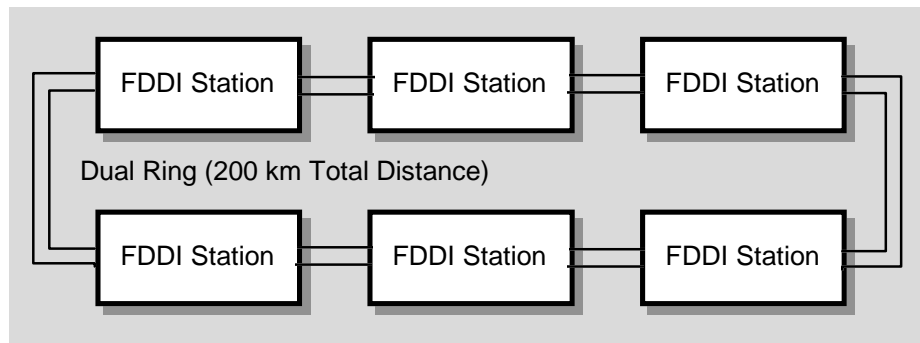 FDDI Station FDDI Station FDDI Station
Dual Ring (200 km Total Distance)
FDDI Station FDDI Station FDDI Station